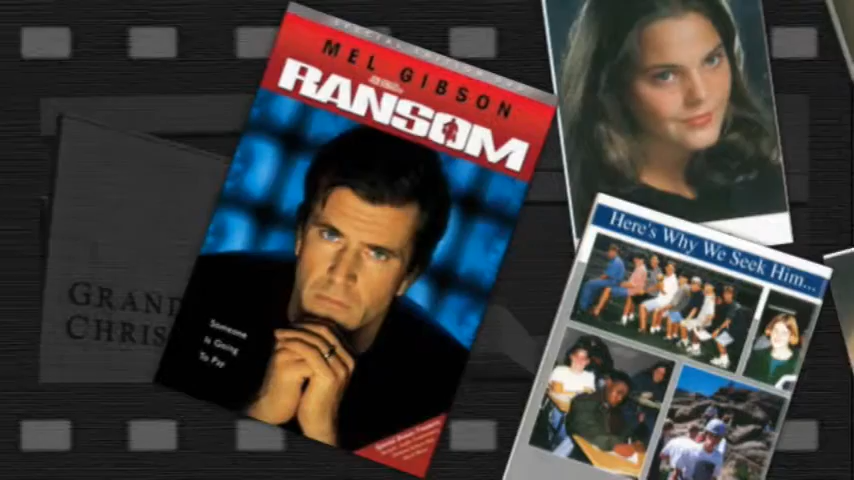 SPECIAL EDITION DVD
MEL GIBSON
RANSOM
Someone
Is Going
To Pay
GRAND
CHRIS
Here's Why We Seek Him...